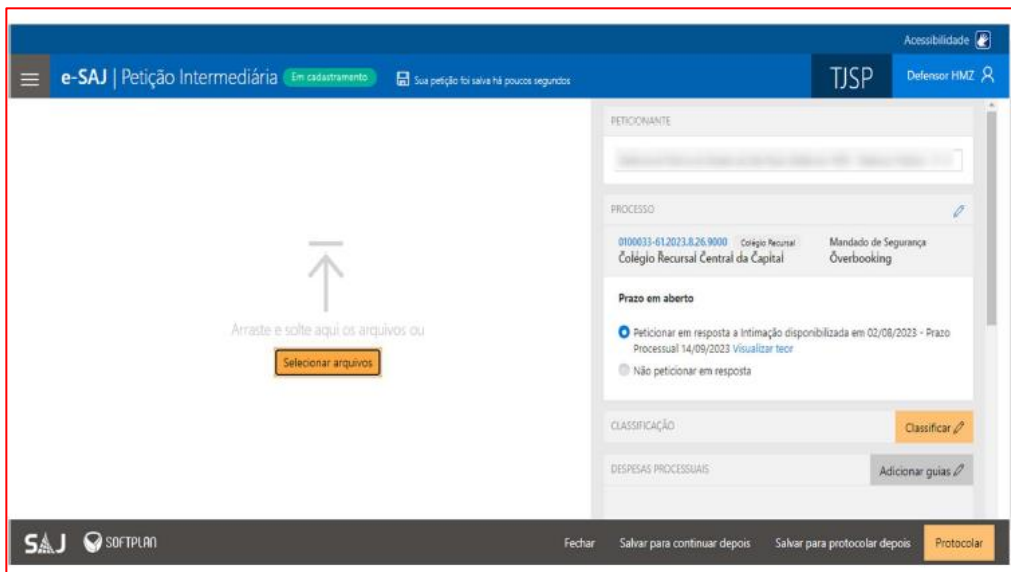 Acessibilidade
e-SAJ | Petição Intermediária Em cadastramento Sua petição foi salva há poucos segundos TJSP Defensor HMZ
PETICIONANTE
PROCESSO
0100033-61.2023.8.26.9000 Colégio Recursal Mandado de Segurança
Colégio Recursal Central da Capital Overbooking
Prazo em aberto
Peticionar em resposta a Intimação disponibilizada em 02/08/2023 - Prazo
Processual 14/09/2023 Visualizar teor
Não peticionar em resposta
Arraste e solte aqui os arquivos ou
Selecionar arquivos
CLASSIFICAÇÃO Classificar
DESPESAS PROCESSUAIS Adicionar guias
SAJ SOFTPLAN Fechar Salvar para continuar depois Salvar para protocolar depois Protocolar